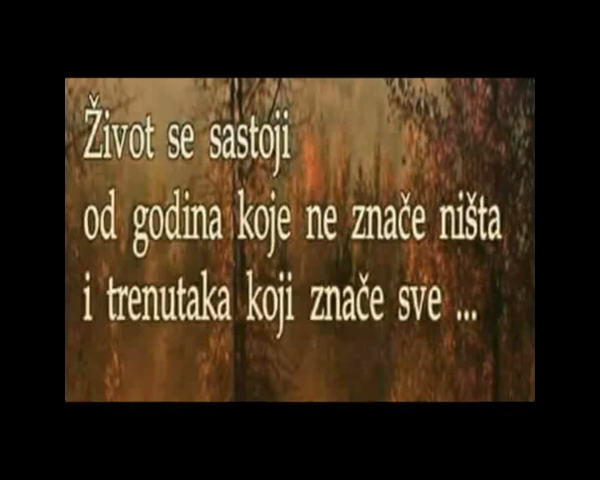 Život se sastoji
od godina koje ne znače ništa
i trenutaka koji znače sve ...